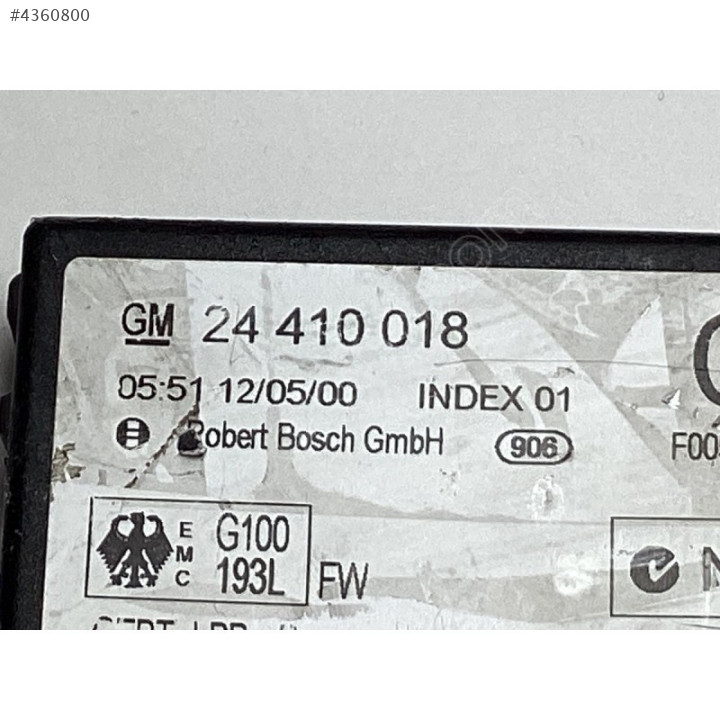 #4360800
GM 24 410 018
05:51 12/05/00 INDEX 01
Robert Bosch GmbH 906
F00
EMC G100
193L FW